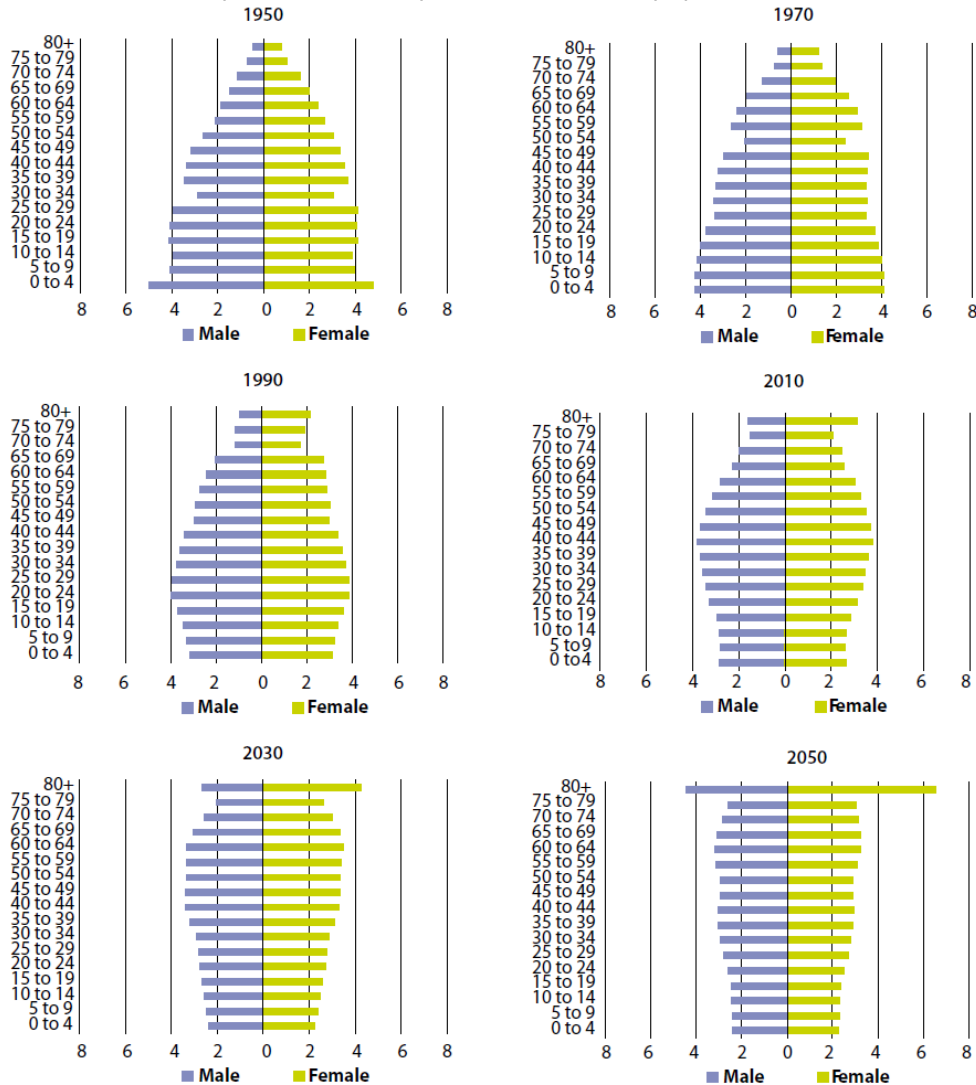 1950
80+
75 to 79
70 to 74
65 to 69
60 to 64
55 to 59
50 to 54
45 to 49
40 to 44
35 to 39
30 to 34
25 to 29
20 to 24
15 to 19
10 to 14
5 to 9
0 to 4
8 6 4 2 0 2 4 6 8
Male Female
1970
80+
75 to 79
70 to 74
65 to 69
60 to 64
55 to 59
50 to 54
45 to 49
40 to 44
35 to 39
30 to 34
25 to 29
20 to 24
15 to 19
10 to 14
5 to 9
0 to 4
8 6 4 2 0 2 4 6 8
Male Female
1990
80+
75 to 79
70 to 74
65 to 69
60 to 64
55 to 59
50 to 54
45 to 49
40 to 44
35 to 39
30 to 34
25 to 29
20 to 24
15 to 19
10 to 14
5 to 9
0 to 4
8 6 4 2 0 2 4 6 8
Male Female
2010
80+
75 to 79
70 to 74
65 to 69
60 to 64
55 to 59
50 to 54
45 to 49
40 to 44
35 to 39
30 to 34
25 to 29
20 to 24
15 to 19
10 to 14
5 to9
0 to4
8 6 4 2 0 2 4 6 8
Male Female
2030
80+
75 to 79
70 to 74
65 to 69
60 to 64
55 to 59
50 to 54
45 to 49
40 to 44
35 to 39
30 to 34
25 to 29
20 to 24
15 to 19
10 to 14
5 to 9
0 to 4
8 6 4 2 0 2 4 6 8
Male Female
2050
80+
75 to 79
70 to 74
65 to 69
60 to 64
55 to 59
50 to 54
45 to 49
40 to 44
35 to 39
30 to 34
25 to 29
20 to 24
15 to 19
10 to 14
5 to 9
0 to 4
8 6 4 2 0 2 4 6 8
Male Female